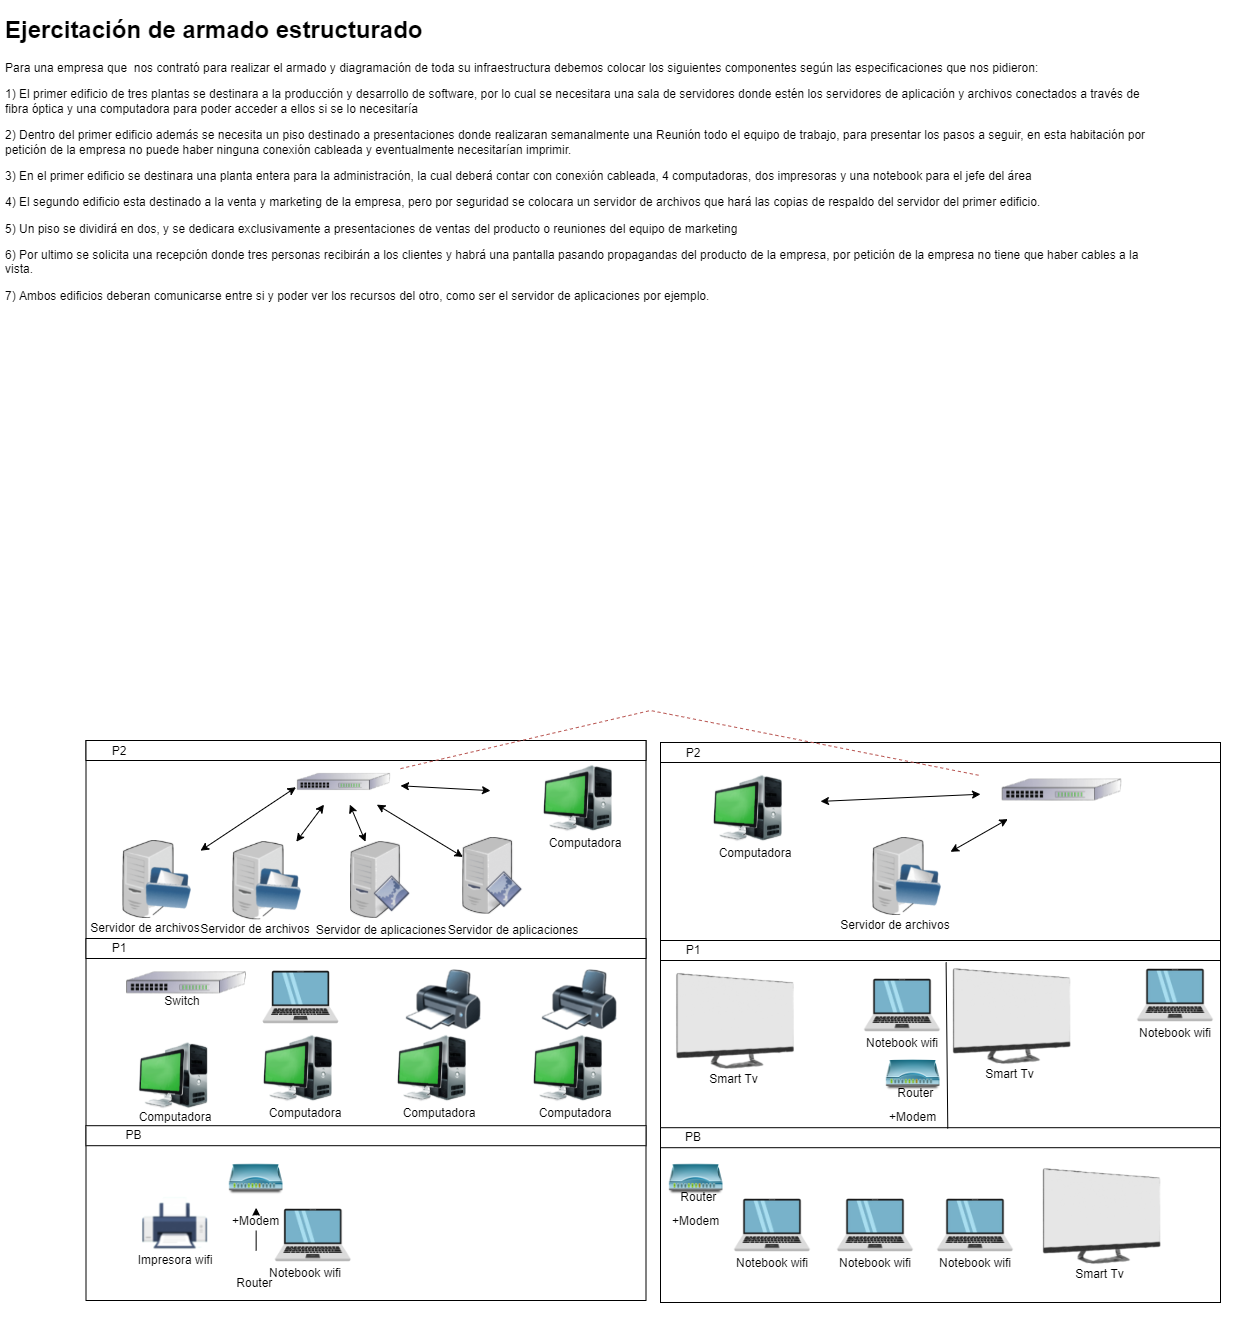 Ejercitación de armado estructurado
Para una empresa que  nos contrató para realizar el armado y diagramación de toda su infraestructura debemos colocar los siguientes componentes según las especificaciones que nos pidieron:
1) El primer edificio de tres plantas se destinara a la producción y desarrollo de software, por lo cual se necesitara una sala de servidores donde estén los servidores de aplicación y archivos conectados a través de
fibra óptica y una computadora para poder acceder a ellos si se lo necesitaría
2) Dentro del primer edificio además se necesita un piso destinado a presentaciones donde realizaran semanalmente una Reunión todo el equipo de trabajo, para presentar los pasos a seguir, en esta habitación por
petición de la empresa no puede haber ninguna conexión cableada y eventualmente necesitarían imprimir.
3) En el primer edificio se destinara una planta entera para la administración, la cual deberá contar con conexión cableada, 4 computadoras, dos impresoras y una notebook para el jefe del área
4) El segundo edificio esta destinado a la venta y marketing de la empresa, pero por seguridad se colocara un servidor de archivos que hará las copias de respaldo del servidor del primer edificio.
5) Un piso se dividirá en dos, y se dedicara exclusivamente a presentaciones de ventas del producto o reuniones del equipo de marketing
6) Por ultimo se solicita una recepción donde tres personas recibirán a los clientes y habrá una pantalla pasando propagandas del producto de la empresa, por petición de la empresa no tiene que haber cables a la
vista.
7) Ambos edificios deberan comunicarse entre si y poder ver los recursos del otro, como ser el servidor de aplicaciones por ejemplo.
P2
Computadora
Servidor de archivos
Servidor de archivos
Servidor de aplicaciones
Servidor de aplicaciones
P1
Switch
Computadora
Computadora
Computadora
Computadora
PB
+Modem
Impresora wifi
Notebook wifi
Router
P2
Computadora
Servidor de archivos
P1
Notebook wifi
Notebook wifi
Smart Tv
Smart Tv
Router
+Modem
PB
Router
+Modem
Notebook wifi
Notebook wifi
Notebook wifi
Smart Tv